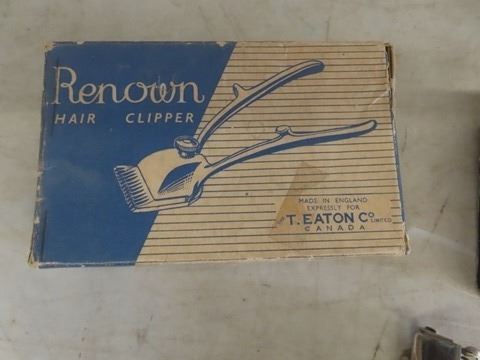 Renown
HAIR CLIPPER
MADE IN ENGLAND
EXPRESSLY FOR
T. EATON Co LIMITED
CANADA